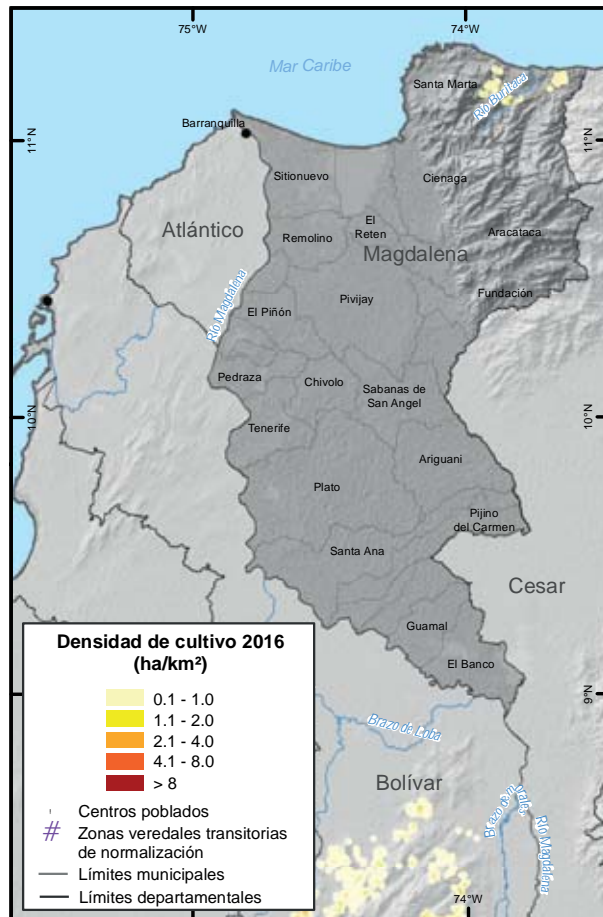 75°W
74°W
Mar Caribe
Santa Marta
Río Buritaca
Barranquilla
11°N
11°N
Sitionuevo
Cienaga
Atlántico
El
Reten
Remolino
Aracataca
Magdalena
Río Magdalena
Fundación
Pivijay
El Piñón
Pedraza
Chivolo
Sabanas de
San Angel
10°N
10°N
Tenerife
Ariguani
Plato
Pijino
del Carmen
Santa Ana
Cesar
Guamal
El Banco
Densidad de cultivo 2016
(ha/km²)
0.1 - 1.0
1.1 - 2.0
2.1 - 4.0
4.1 - 8.0
> 8
Centros poblados
# Zonas veredales transitorias
de normalización
Límites municipales
Límites departamentales
9°N
Brazo de Loba
Bolívar
Brazo de
Río Magdalena
74°W